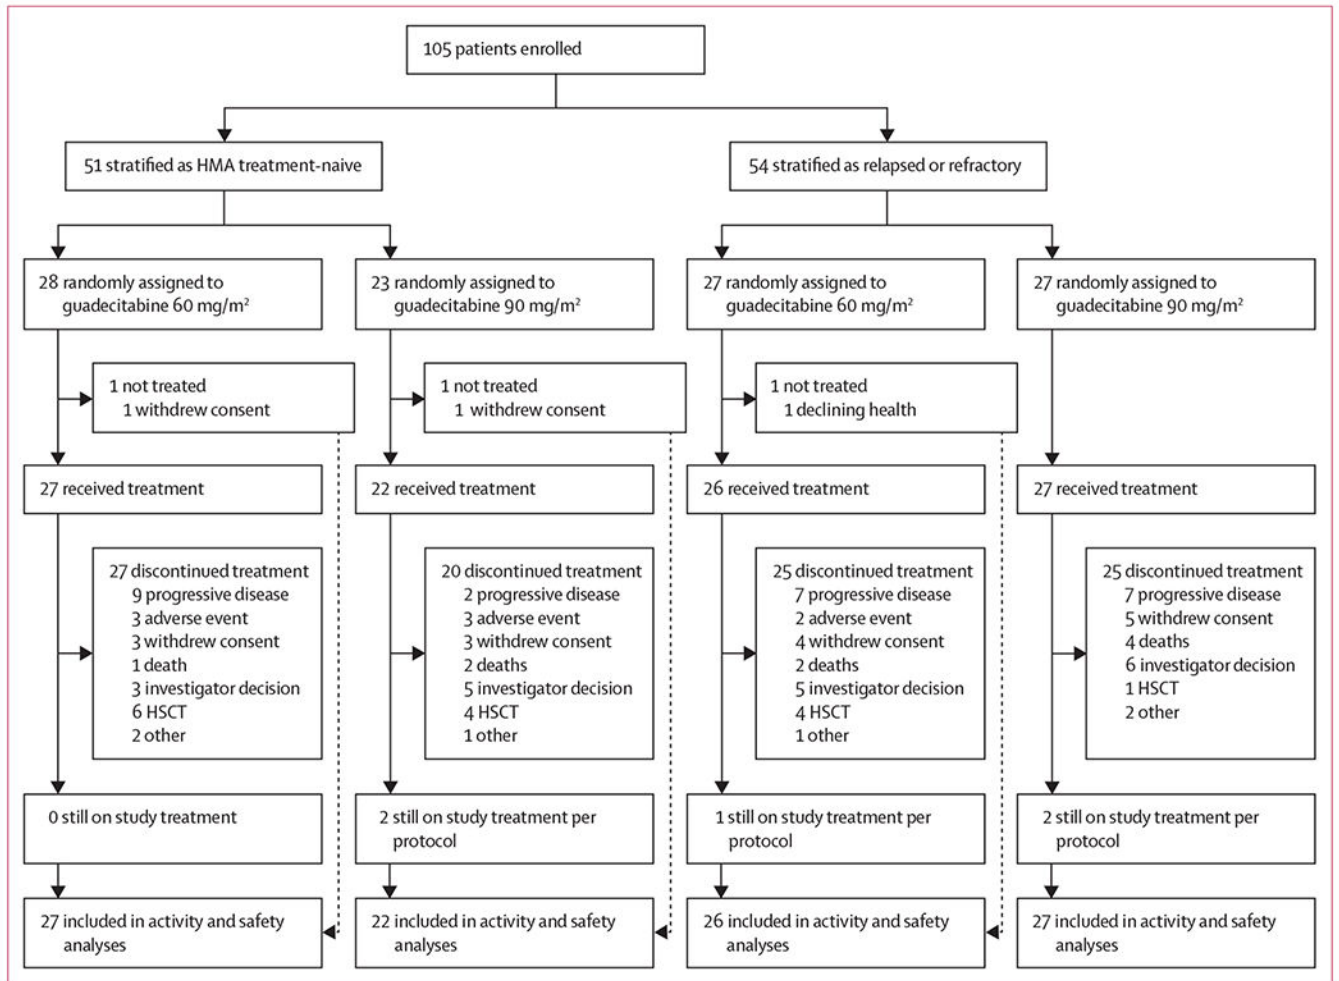 105 patients enrolled
51 stratified as HMA treatment-naive
54 stratified as relapsed or refractory
28 randomly assigned to
guadecitabine 60 mg/m²
23 randomly assigned to
guadecitabine 90 mg/m²
27 randomly assigned to
guadecitabine 60 mg/m²
27 randomly assigned to
guadecitabine 90 mg/m²
1 not treated
1 withdrew consent
1 not treated
1 withdrew consent
1 not treated
1 declining health
27 received treatment
22 received treatment
26 received treatment
27 received treatment
27 discontinued treatment
9 progressive disease
3 adverse event
3 withdrew consent
1 death
3 investigator decision
6 HSCT
2 other
20 discontinued treatment
2 progressive disease
3 adverse event
3 withdrew consent
2 deaths
5 investigator decision
4 HSCT
1 other
25 discontinued treatment
7 progressive disease
2 adverse event
4 withdrew consent
2 deaths
5 investigator decision
4 HSCT
1 other
25 discontinued treatment
7 progressive disease
5 withdrew consent
4 deaths
6 investigator decision
1 HSCT
2 other
0 still on study treatment
2 still on study treatment per
protocol
1 still on study treatment per
protocol
2 still on study treatment per
protocol
27 included in activity and safety
analyses
22 included in activity and safety
analyses
26 included in activity and safety
analyses
27 included in activity and safety
analyses